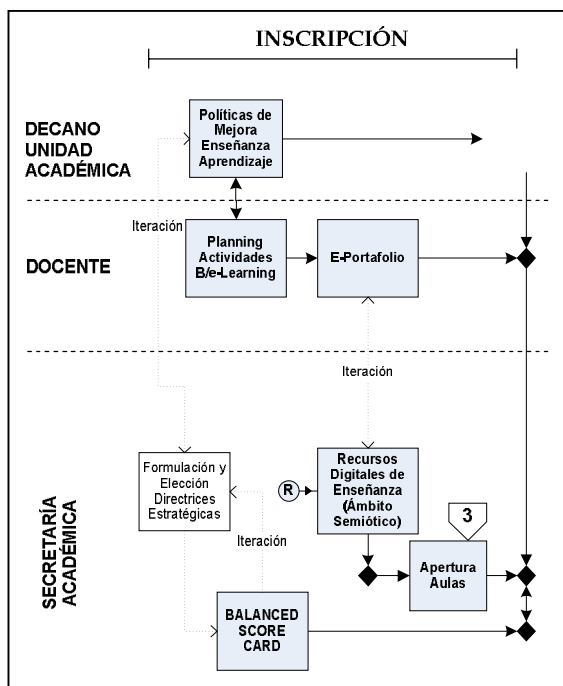 INSCRIPCIÓN
DECANO
UNIDAD
ACADÉMICA
Políticas de
Mejora
Enseñanza
Aprendizaje
Iteración
DOCENTE
Planning
Actividades
B/e-Learning
E-Portafolio
Iteración
SECRETARÍA
ACADÉMICA
Formulación y
Elección
Directrices
Estratégicas
R
Recursos
Digitales de
Enseñanza
(Ámbito
Semiótico)
3
Iteración
Apertura
Aulas
BALANCED
SCORE
CARD